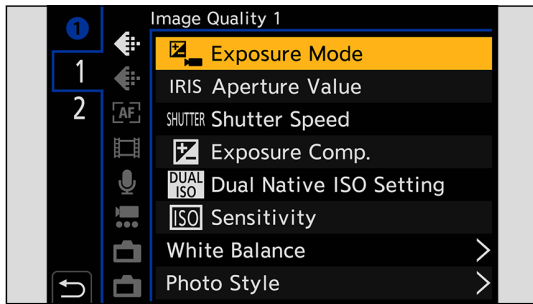 Image Quality 1
1
1
2
Exposure Mode
IRIS Aperture Value
SHUTTER Shutter Speed
Exposure Comp.
DUAL ISO Dual Native ISO Setting
ISO Sensitivity
White Balance
Photo Style
AF